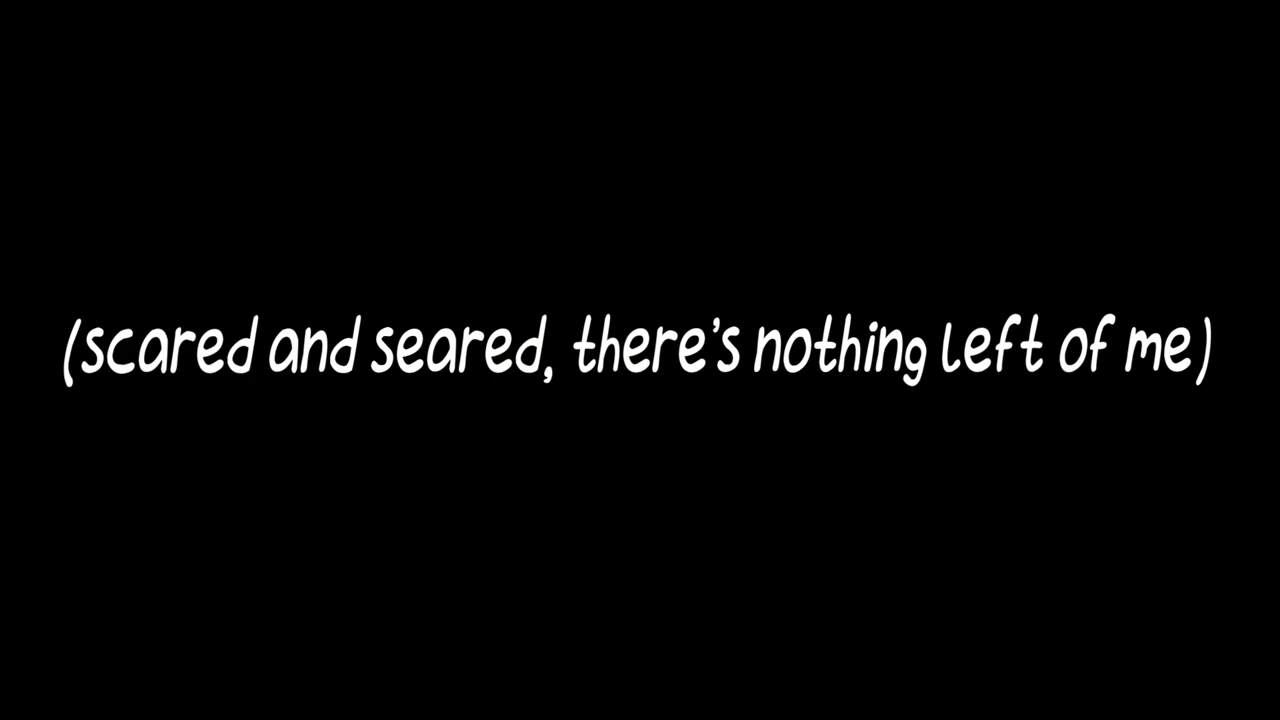 (scared and seared, there's nothing left of me)